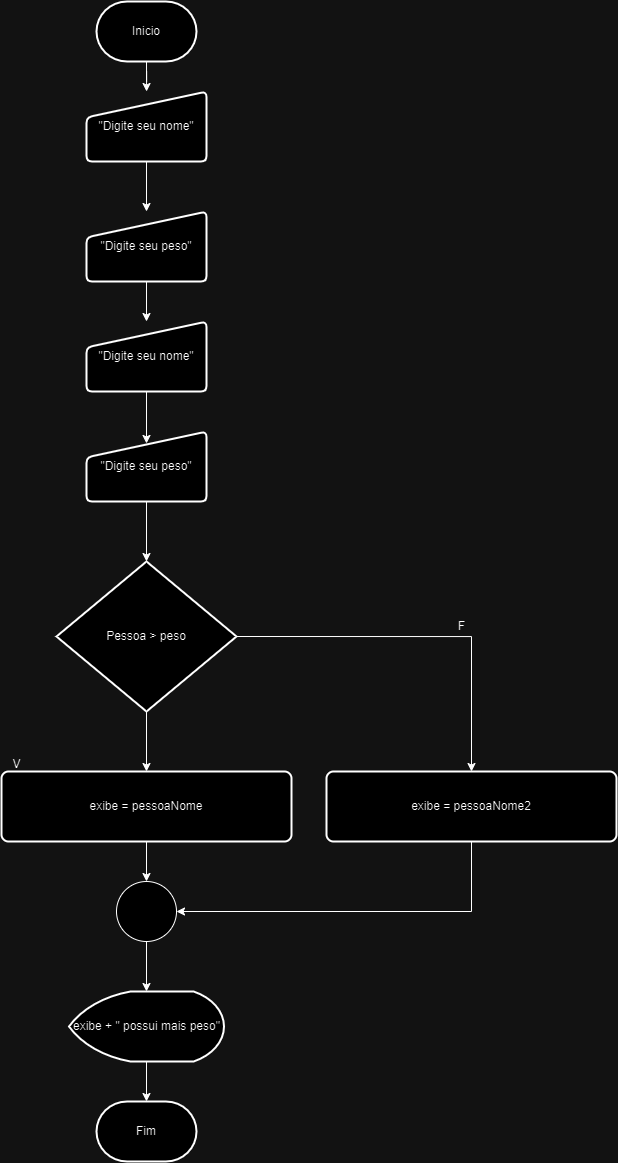 Inicio
"Digite seu nome"
"Digite seu peso"
"Digite seu nome"
"Digite seu peso"
Pessoa > peso
F
V
exibe = pessoaNome
exibe = pessoaNome2
exibe + " possui mais peso"
Fim